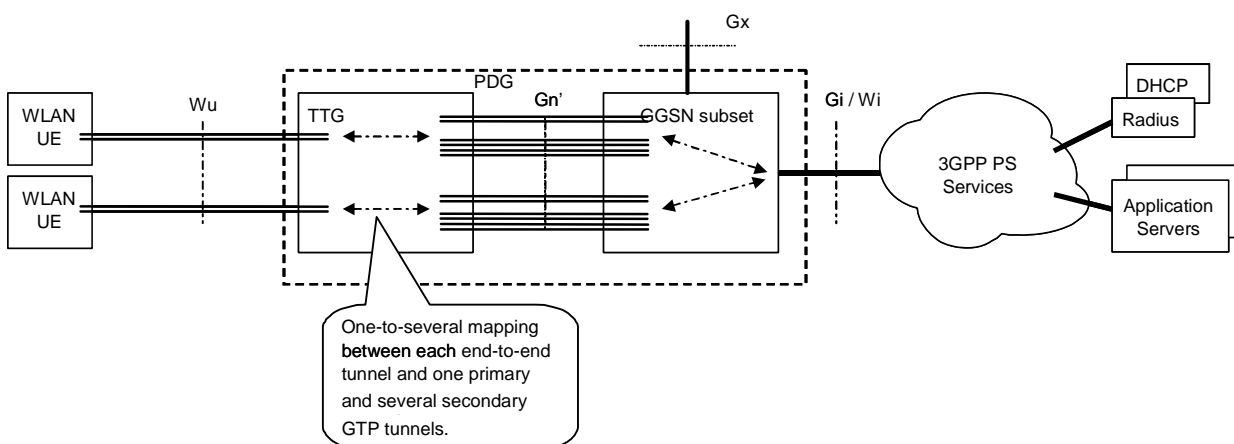 Gx
PDG
WLAN
UE
Wu
TTG
Gn’
GGSN subset
Gi / Wi
DHCP
Radius
3GPP PS
Services
WLAN
UE
Application
Servers
One-to-several mapping
between each end-to-end
tunnel and one primary
and several secondary
GTP tunnels.